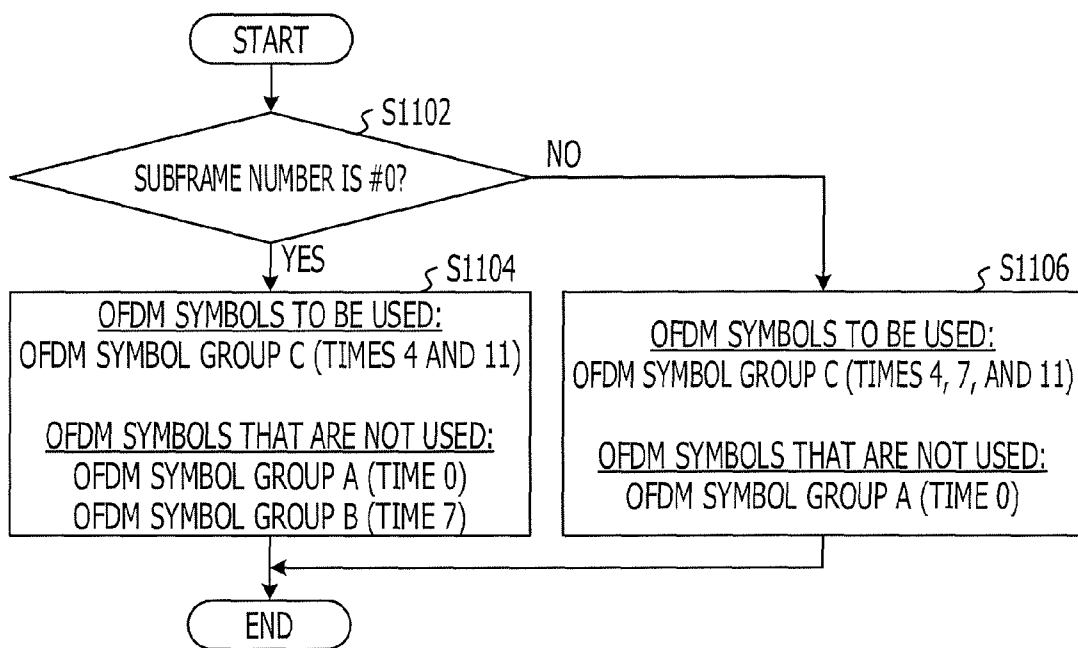 START
S1102
SUBFRAME NUMBER IS #0?
NO
YES
S1104
OFDM SYMBOLS TO BE USED:
OFDM SYMBOL GROUP C (TIMES 4 AND 11)
OFDM SYMBOLS THAT ARE NOT USED:
OFDM SYMBOL GROUP A (TIME 0)
OFDM SYMBOL GROUP B (TIME 7)
S1106
OFDM SYMBOLS TO BE USED:
OFDM SYMBOL GROUP C (TIMES 4, 7, AND 11)
OFDM SYMBOLS THAT ARE NOT USED:
OFDM SYMBOL GROUP A (TIME 0)
END